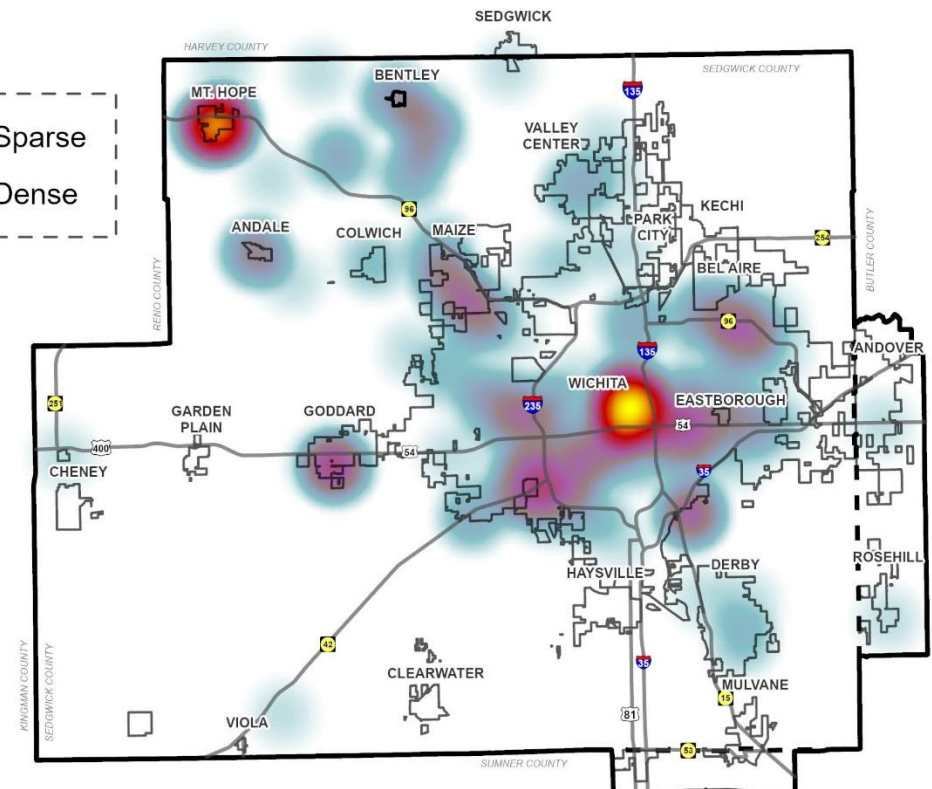 SEDGWICK
HARVEY COUNTY
SEDGWICK COUNTY
BENTLEY
MT. HOPE
135
Sparse
VALLEY
CENTER
Dense
96
KECHI
PARK
CITY
ANDALE
COLWICH
MAIZE
254
BEL AIRE
RENO COUNTY
BUTLER COUNTY
96
ANDOVER
135
WICHITA
251
235
EASTBOROUGH
GARDEN
PLAIN
GODDARD
54
400
54
CHENEY
35
ROSEHILL
HAYSVILLE
DERBY
42
KINGMAN COUNTY
SEDGWICK COUNTY
35
CLEARWATER
MULVANE
15
81
VIOLA
53
SUMNER COUNTY